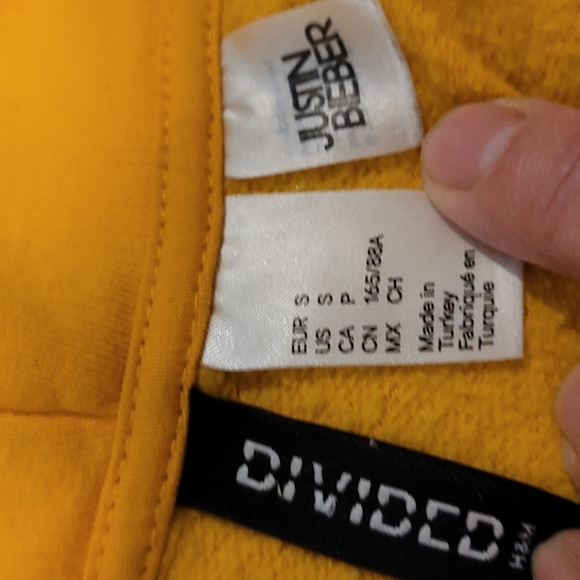 JUSTIN
BIEBER
EUR S
US S
CA P
CN 165/88A
MX CH
Made in
Turkey
Fabriqué en
Turquie
DIVIDED
H&M